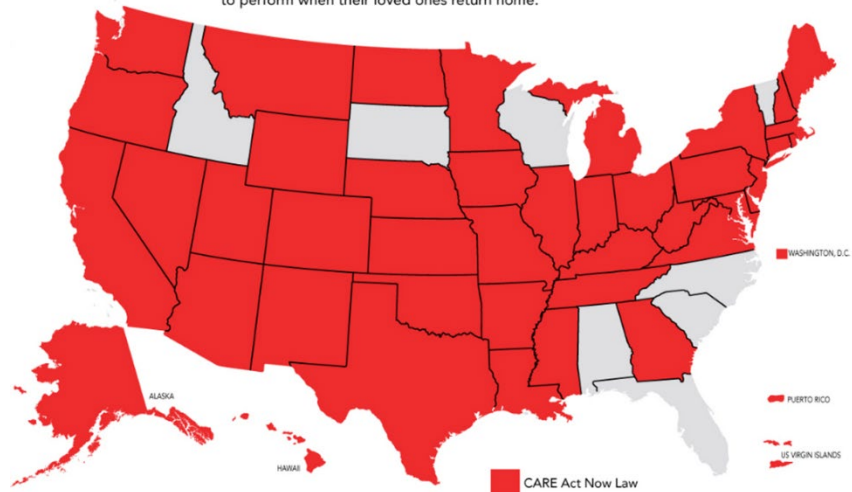 to perform when their loved ones return home.
WASHINGTON, D.C.
ALASKA
PUERTO RICO
US VIRGIN ISLANDS
HAWAII
CARE Act Now Law